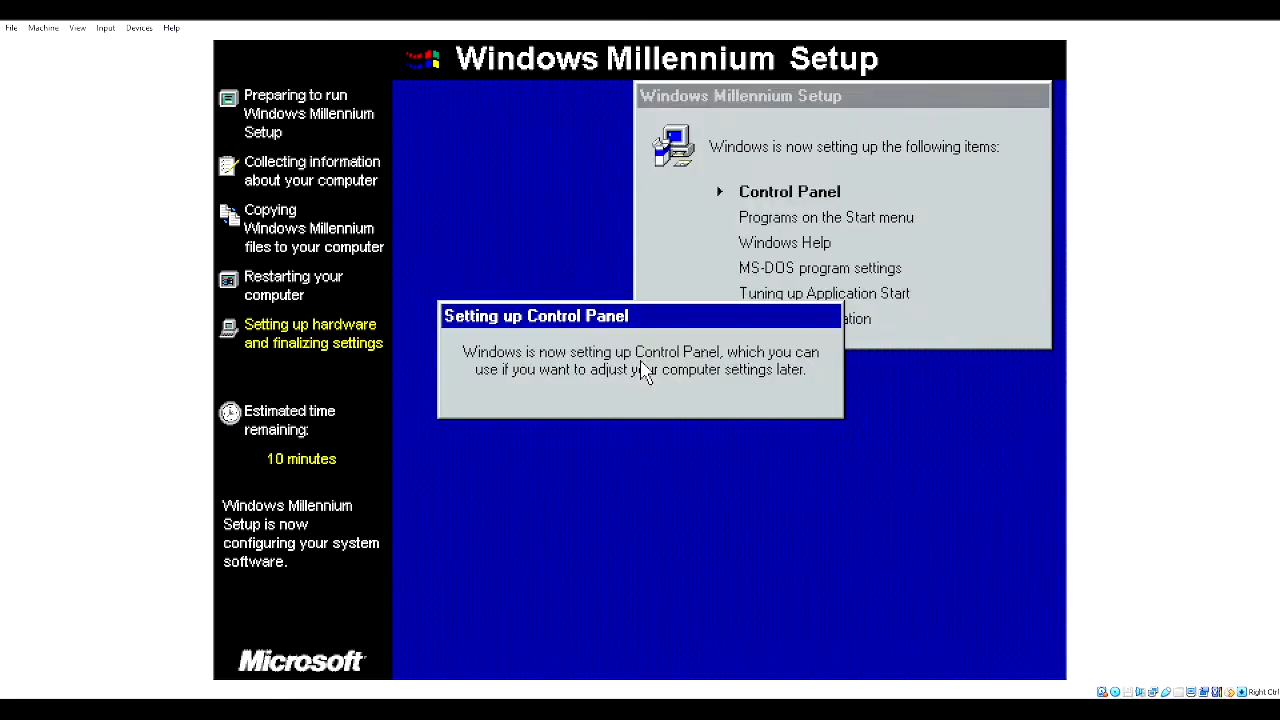 File Machine View Input Devices Help
Windows Millennium Setup
Preparing to run
Windows Millennium
Setup
Collecting information
about your computer
Copying
Windows Millennium
files to your computer
Restarting your
computer
Setting up hardware
and finalizing settings
Estimated time
remaining:
10 minutes
Windows Millennium
Setup is now
configuring your system
software.
Microsoft
Windows Millennium Setup
Windows is now setting up the following items:
Control Panel
Programs on the Start menu
Windows Help
MS-DOS program settings
Tuning up Application Start
Setting up Control Panel
Windows is now setting up Control Panel, which you can
use if you want to adjust your computer settings later.
Right Ctrl